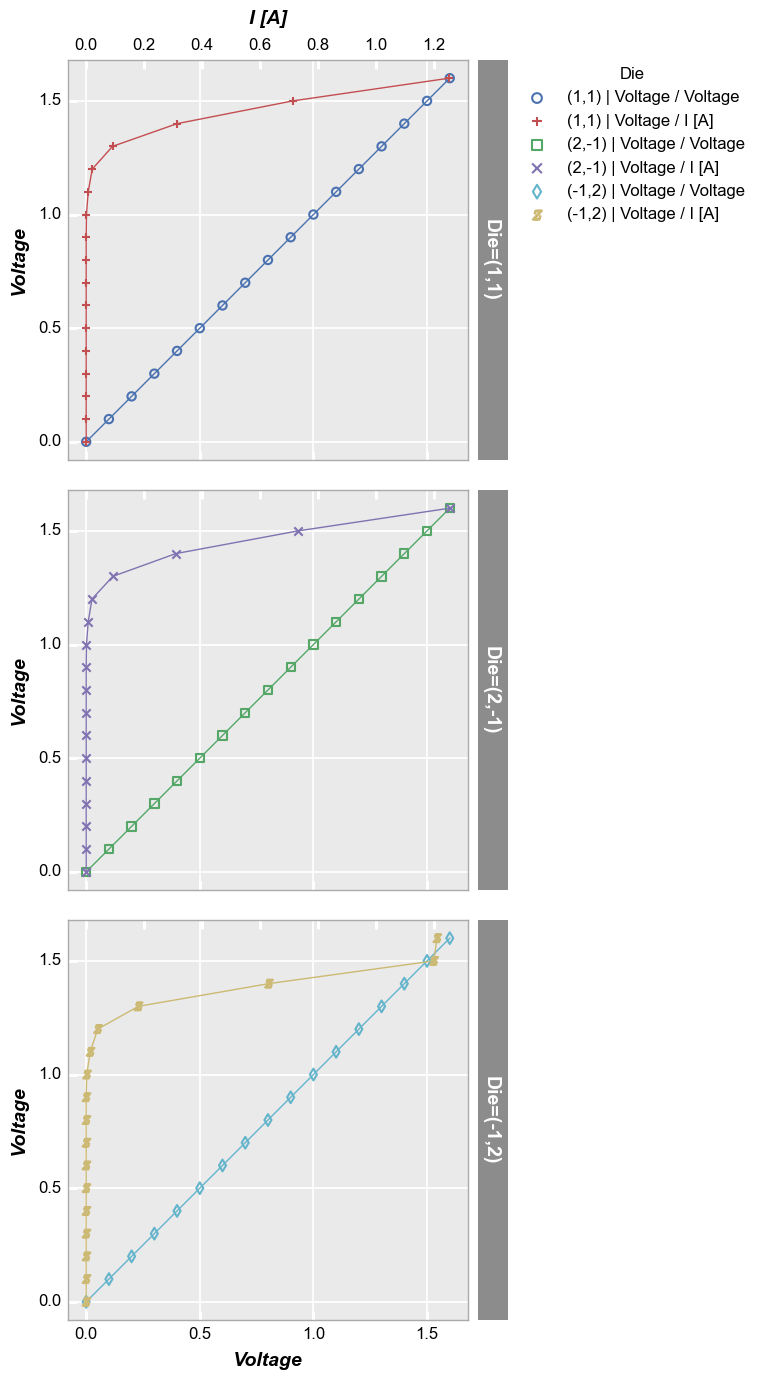 I [A]
0.0 0.2 0.4 0.6 0.8 1.0 1.2
1.5
1.0
0.5
0.0
Voltage
Die=(1,1)
Die
(1,1) | Voltage / Voltage
(1,1) | Voltage / I [A]
(2,-1) | Voltage / Voltage
(2,-1) | Voltage / I [A]
(-1,2) | Voltage / Voltage
(-1,2) | Voltage / I [A]
1.5
1.0
0.5
0.0
Voltage
Die=(2,-1)
1.5
1.0
0.5
0.0
Voltage
Die=(-1,2)
0.0 0.5 1.0 1.5
Voltage